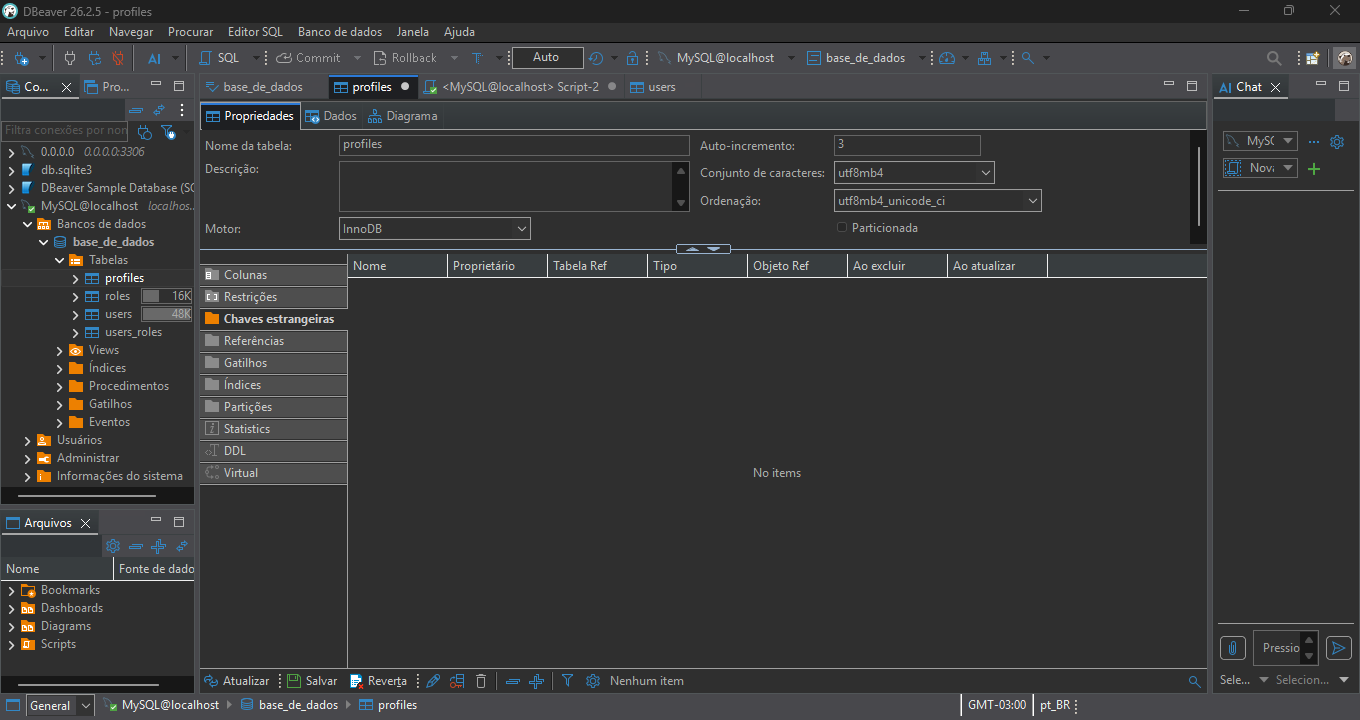 DBeaver 26.2.5 - profiles
Arquivo Editar Navegar Procurar Editor SQL Banco de dados Janela Ajuda
AI SQL Commit Rollback T Auto MySQL@localhost base_de_dados
Co... Pro...
base_de_dados profiles <MySQL@localhost> Script-2 users
AI Chat
Filtra conexões por nom
0.0.0.0 0.0.0.0:3306
db.sqlite3
DBeaver Sample Database (SQ
MySQL@localhost localhos...
Bancos de dados
base_de_dados
Tabelas
profiles
roles 16K
users 48K
users_roles
Views
Índices
Procedimentos
Gatilhos
Eventos
Usuários
Administrar
Informações do sistema
Arquivos
Nome Fonte de dado
Bookmarks
Dashboards
Diagrams
Scripts
Propriedades Dados Diagrama
Nome da tabela: profiles
Descrição:
Motor: InnoDB
Auto-incremento: 3
Conjunto de caracteres: utf8mb4
Ordenação: utf8mb4_unicode_ci
Particionada
Colunas
Restrições
Chaves estrangeiras
Referências
Gatilhos
Índices
Partições
Statistics
DDL
Virtual
Nome Proprietário Tabela Ref Tipo Objeto Ref Ao excluir Ao atualizar
No items
Atualizar Salvar Reverta Nenhum item
MyS
Nova
Pressio
Sele... Selecion...
General MySQL@localhost base_de_dados profiles
GMT-03:00 pt_BR